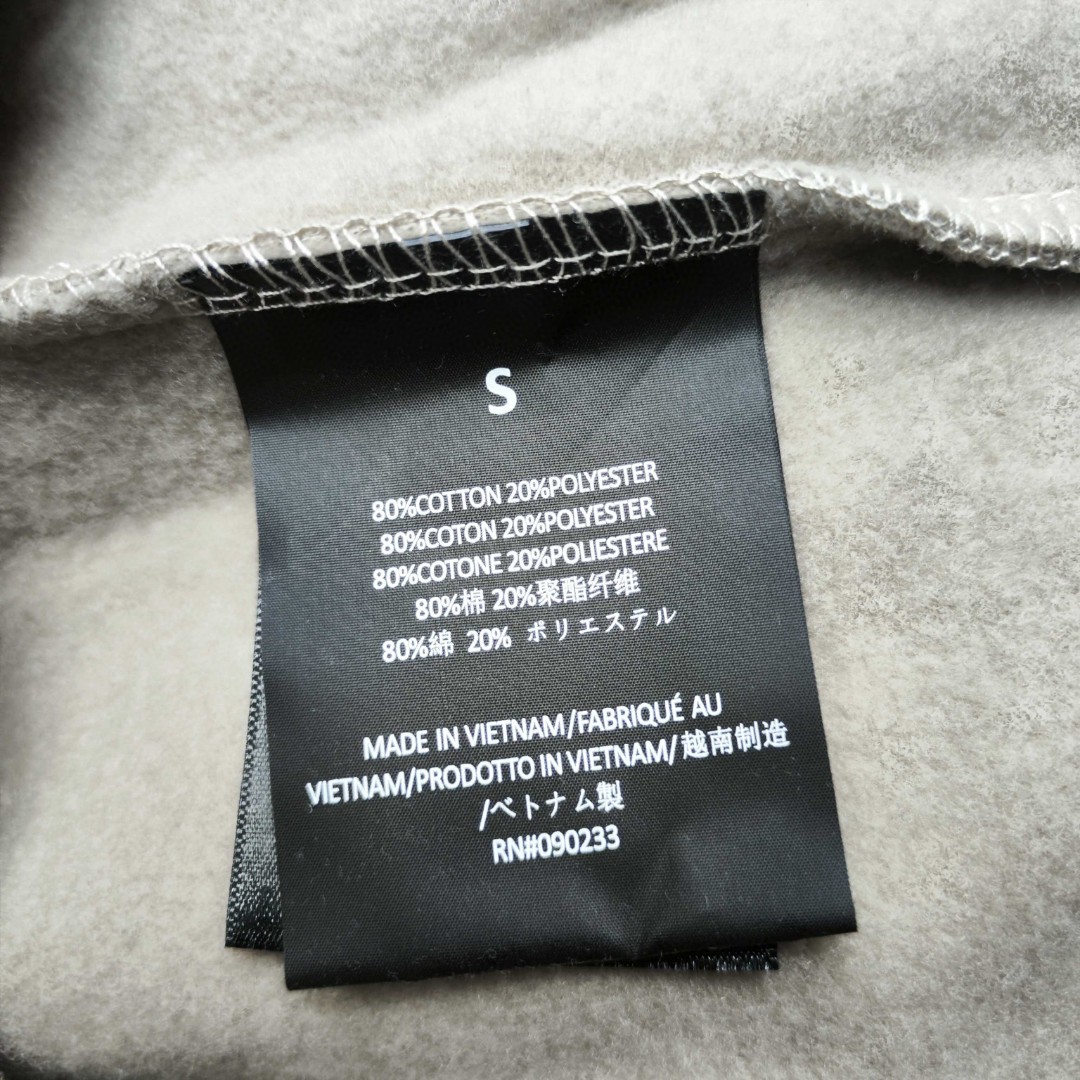 S
80%COTTON 20%POLYESTER
80%COTON 20%POLYESTER
80%COTONE 20%POLIESTERE
80%棉 20%聚酯纤维
80%綿 20% ポリエステル
MADE IN VIETNAM/FABRIQUÉ AU
VIETNAM/PRODOTTO IN VIETNAM/越南制造
/ベトナム製
RN#090233